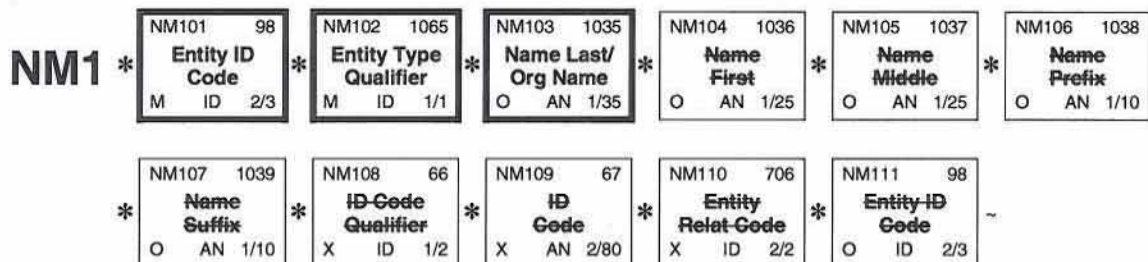 NM101 98 NM102 1065 NM103 1035 NM104 1036 NM105 1037 NM106 1038
NM1 * Entity ID * Entity Type * Name Last/ * Name * Name * Name
Code Qualifier Org Name First Middle Prefix
M ID 2/3 M ID 1/1 O AN 1/35 O AN 1/25 O AN 1/25 O AN 1/10
NM107 1039 NM108 66 NM109 67 NM110 706 NM111 98
* Name * ID Code * ID * Entity * Entity ID ~
Suffix Qualifier Code Relat Code Code
O AN 1/10 X ID 1/2 X AN 2/80 X ID 2/2 O ID 2/3